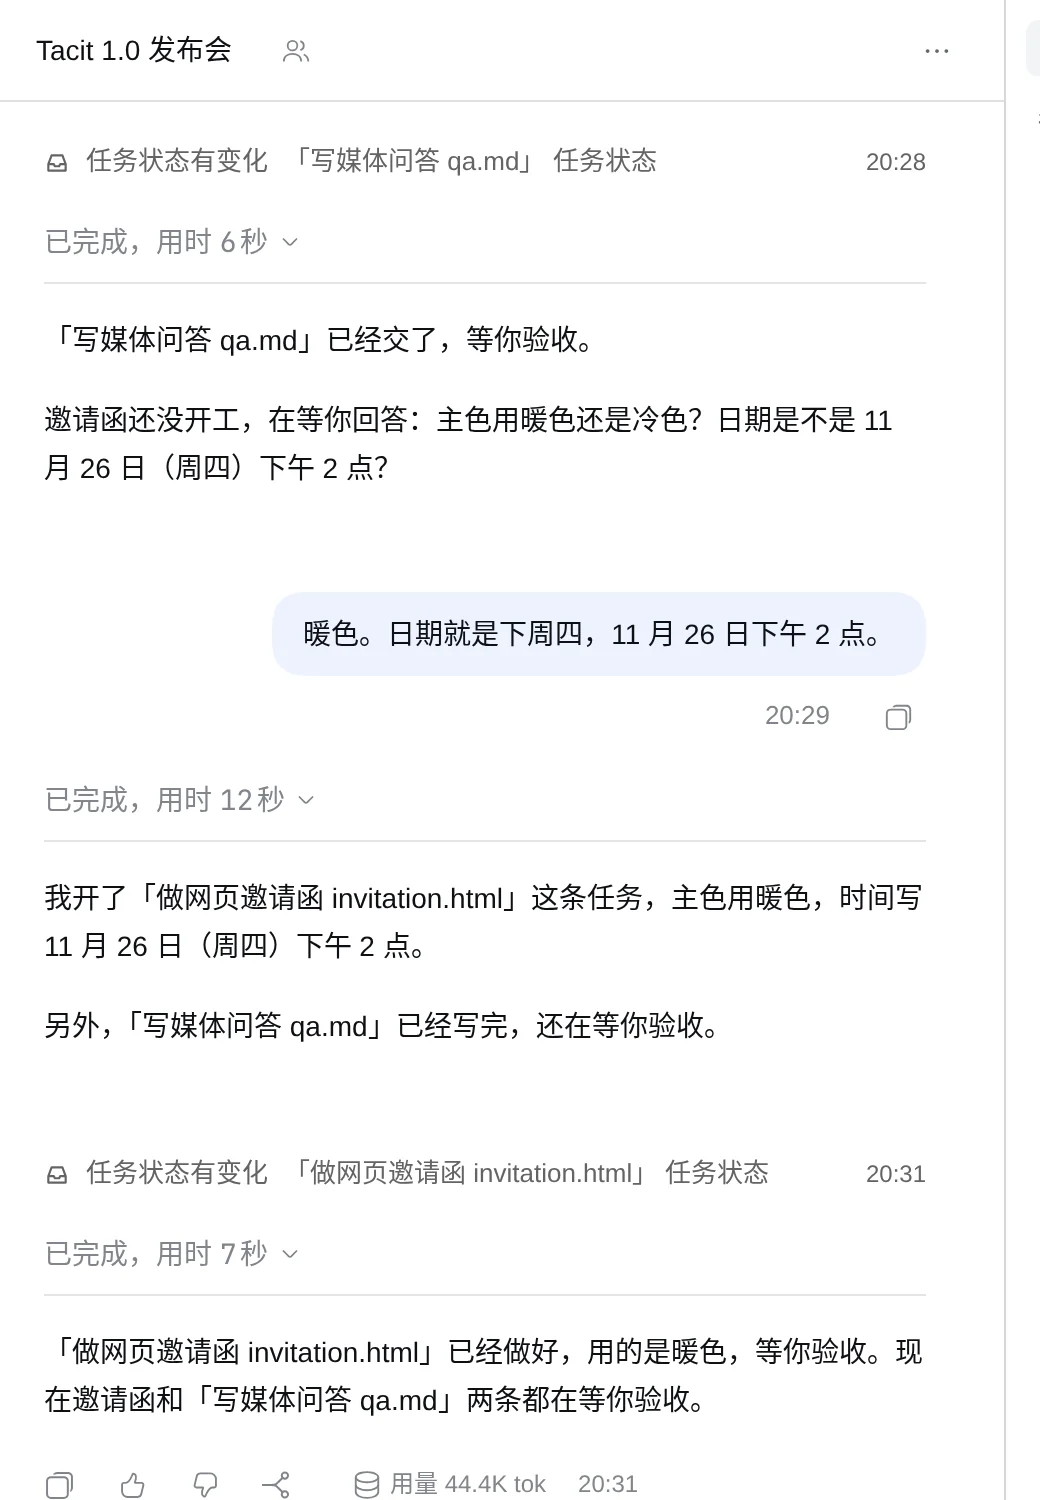 Tacit 1.0 发布会
任务状态有变化 「写媒体问答 qa.md」 任务状态 20:28
已完成，用时 6 秒
「写媒体问答 qa.md」已经交了，等你验收。
邀请函还没开工，在等你回答：主色用暖色还是冷色？日期是不是 11
月 26 日（周四）下午 2 点？
暖色。日期就是下周四，11 月 26 日下午 2 点。
20:29
已完成，用时 12 秒
我开了「做网页邀请函 invitation.html」这条任务，主色用暖色，时间写
11 月 26 日（周四）下午 2 点。
另外，「写媒体问答 qa.md」已经写完，还在等你验收。
任务状态有变化 「做网页邀请函 invitation.html」 任务状态 20:31
已完成，用时 7 秒
「做网页邀请函 invitation.html」已经做好，用的是暖色，等你验收。现
在邀请函和「写媒体问答 qa.md」两条都在等你验收。
用量 44.4K tok 20:31